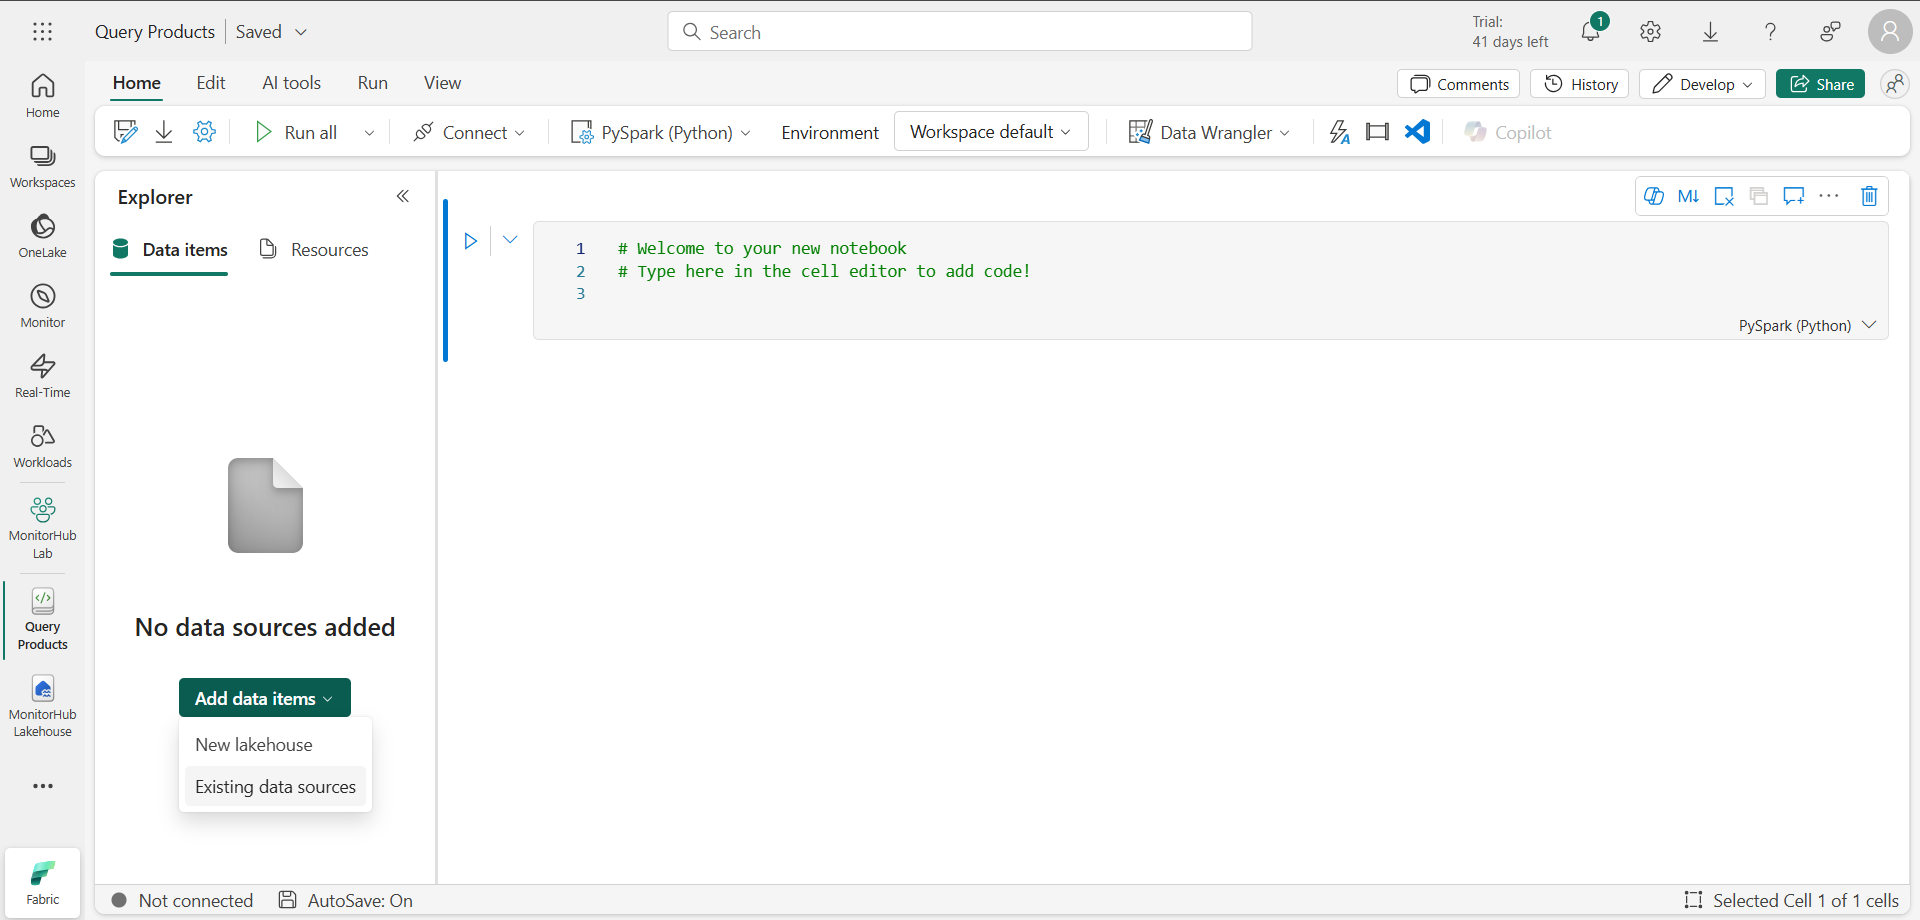 Query Products
Saved
Search
Trial:
41 days left
1
Home
Edit
AI tools
Run
View
Comments
History
Develop
Share
Run all
Connect
PySpark (Python)
Environment
Workspace default
Data Wrangler
Copilot
Home
Workspaces
OneLake
Monitor
Real-Time
Workloads
MonitorHub
Lab
Query
Products
MonitorHub
Lakehouse
Fabric
Explorer
Data items
Resources
No data sources added
Add data items
New lakehouse
Existing data sources
M↓
1 # Welcome to your new notebook
2 # Type here in the cell editor to add code!
3
PySpark (Python)
Not connected
AutoSave: On
Selected Cell 1 of 1 cells